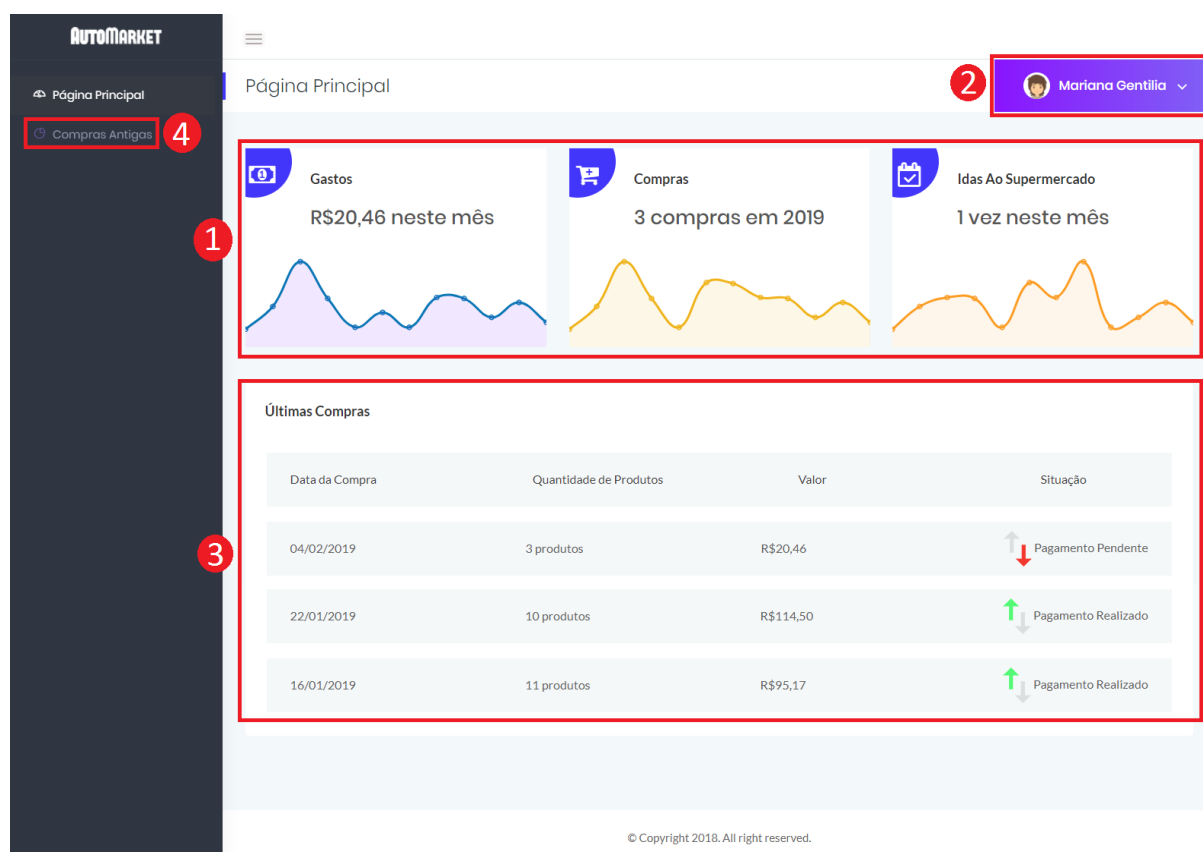 AutoMarket
Página Principal
Mariana Gentilia
2
Página Principal
Compras Antigas
4
Gastos
R$20,46 neste mês
Compras
3 compras em 2019
Idas Ao Supermercado
1 vez neste mês
1
Últimas Compras
Data da Compra Quantidade de Produtos Valor Situação
04/02/2019 3 produtos R$20,46 Pagamento Pendente
3
22/01/2019 10 produtos R$114,50 Pagamento Realizado
16/01/2019 11 produtos R$95,17 Pagamento Realizado
© Copyright 2018. All right reserved.